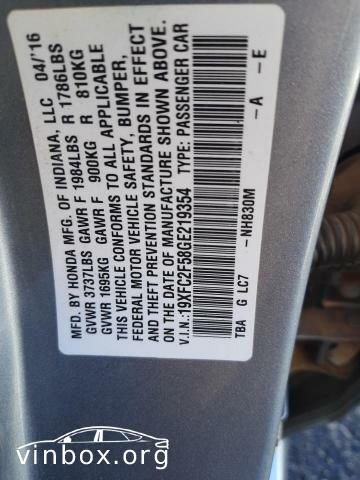 MFD. BY HONDA MFG. OF INDIANA, LLC 04/'16
GVWR 3737LBS GAWR F 1984LBS R 1786LBS
GVWR 1695KG GAWR F 900KG R 810KG
THIS VEHICLE CONFORMS TO ALL APPLICABLE
FEDERAL MOTOR VEHICLE SAFETY, BUMPER,
AND THEFT PREVENTION STANDARDS IN EFFECT
ON THE DATE OF MANUFACTURE SHOWN ABOVE.
V.I.N.:19XFC2F58GE219354 TYPE: PASSENGER CAR
TBA G LC7 -NH830M -A -E
vinbox.org